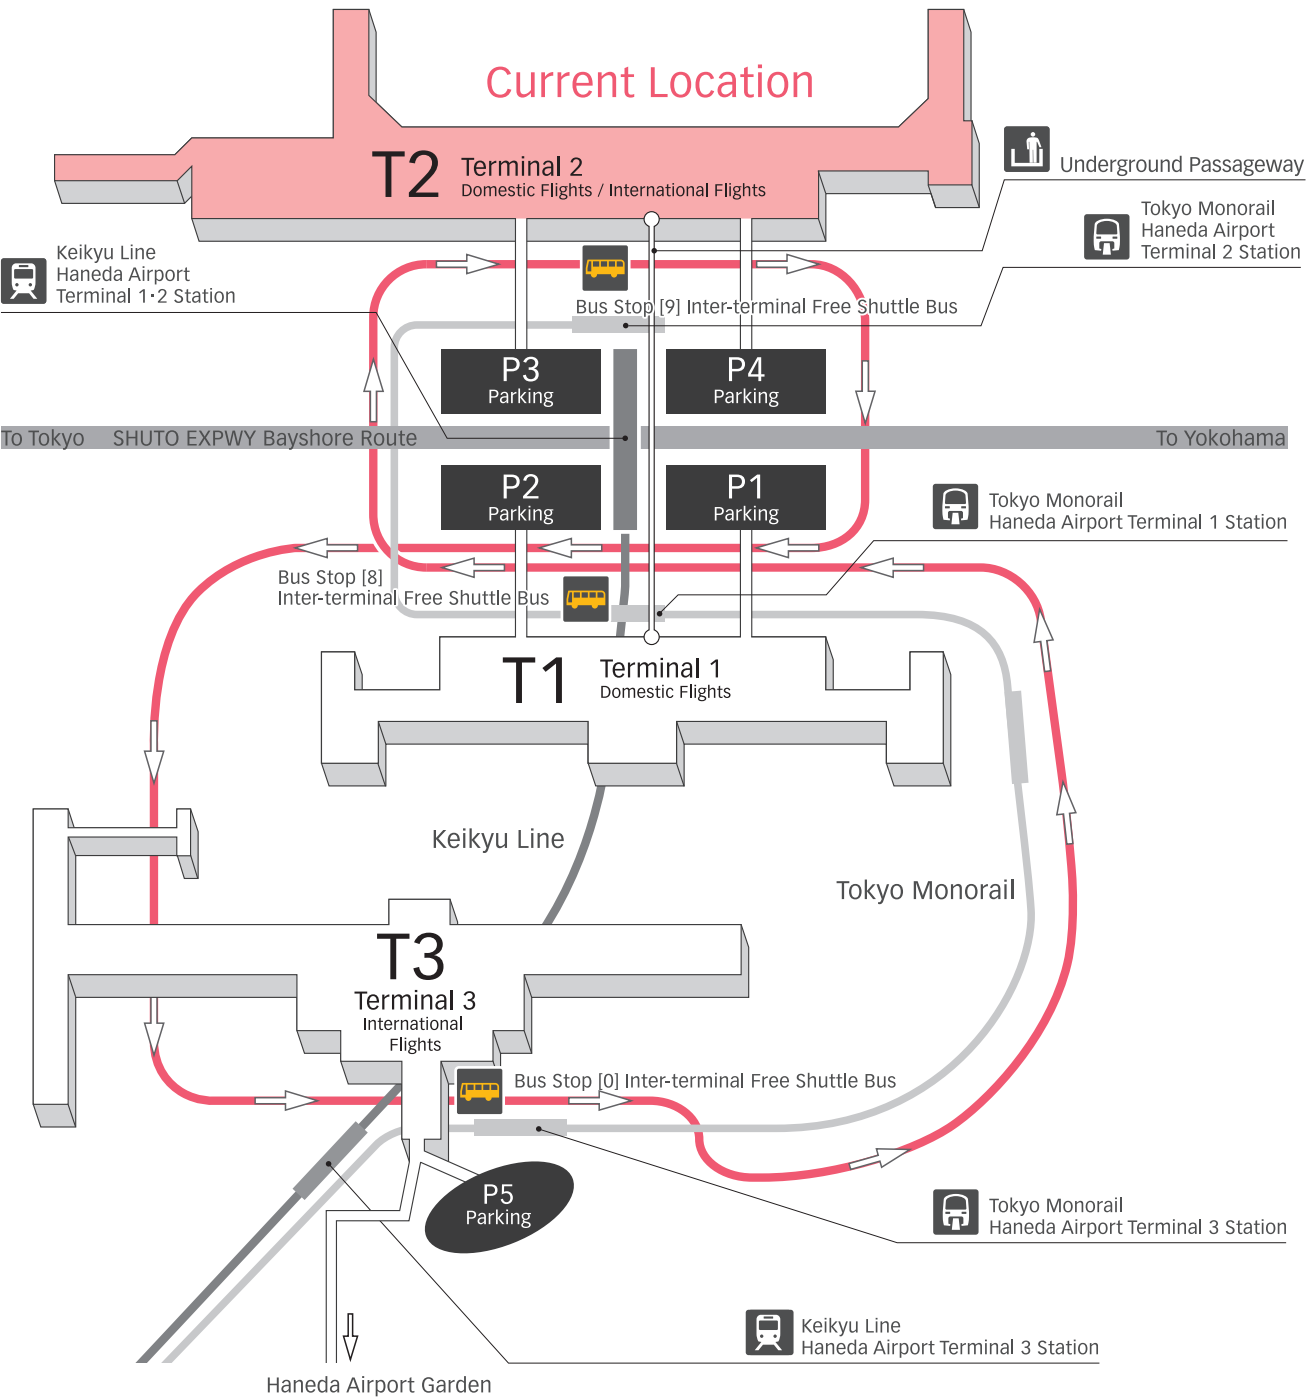 Current Location
T2
Terminal 2
Domestic Flights / International Flights
Underground Passageway
Tokyo Monorail
Haneda Airport
Terminal 2 Station
Keikyu Line
Haneda Airport
Terminal 1・2 Station
Bus Stop [9] Inter-terminal Free Shuttle Bus
P3
Parking
P4
Parking
To Tokyo
SHUTO EXPWY Bayshore Route
To Yokohama
P2
Parking
P1
Parking
Tokyo Monorail
Haneda Airport Terminal 1 Station
Bus Stop [8]
Inter-terminal Free Shuttle Bus
T1
Terminal 1
Domestic Flights
Keikyu Line
Tokyo Monorail
T3
Terminal 3
International
Flights
Bus Stop [0] Inter-terminal Free Shuttle Bus
P5
Parking
Tokyo Monorail
Haneda Airport Terminal 3 Station
Keikyu Line
Haneda Airport Terminal 3 Station
Haneda Airport Garden